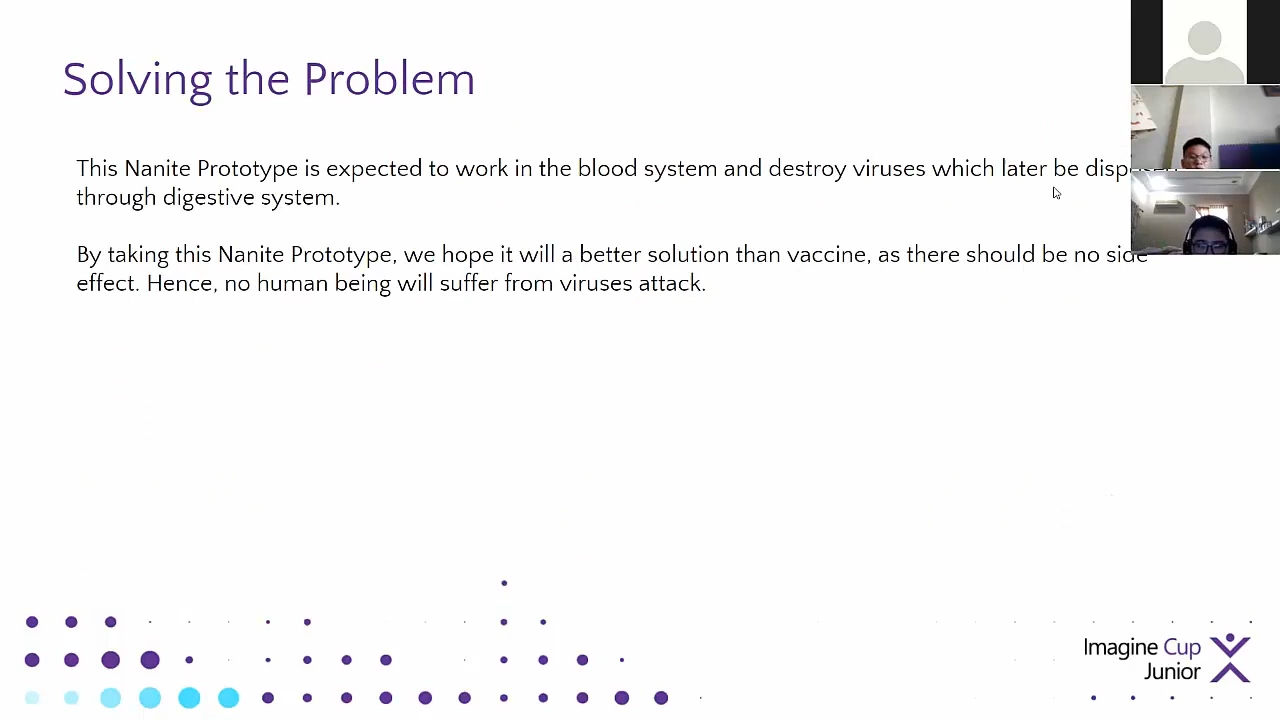 Solving the Problem
This Nanite Prototype is expected to work in the blood system and destroy viruses which later be
through digestive system.
By taking this Nanite Prototype, we hope it will a better solution than vaccine, as there should be no side
effect. Hence, no human being will suffer from viruses attack.
Imagine Cup
Junior